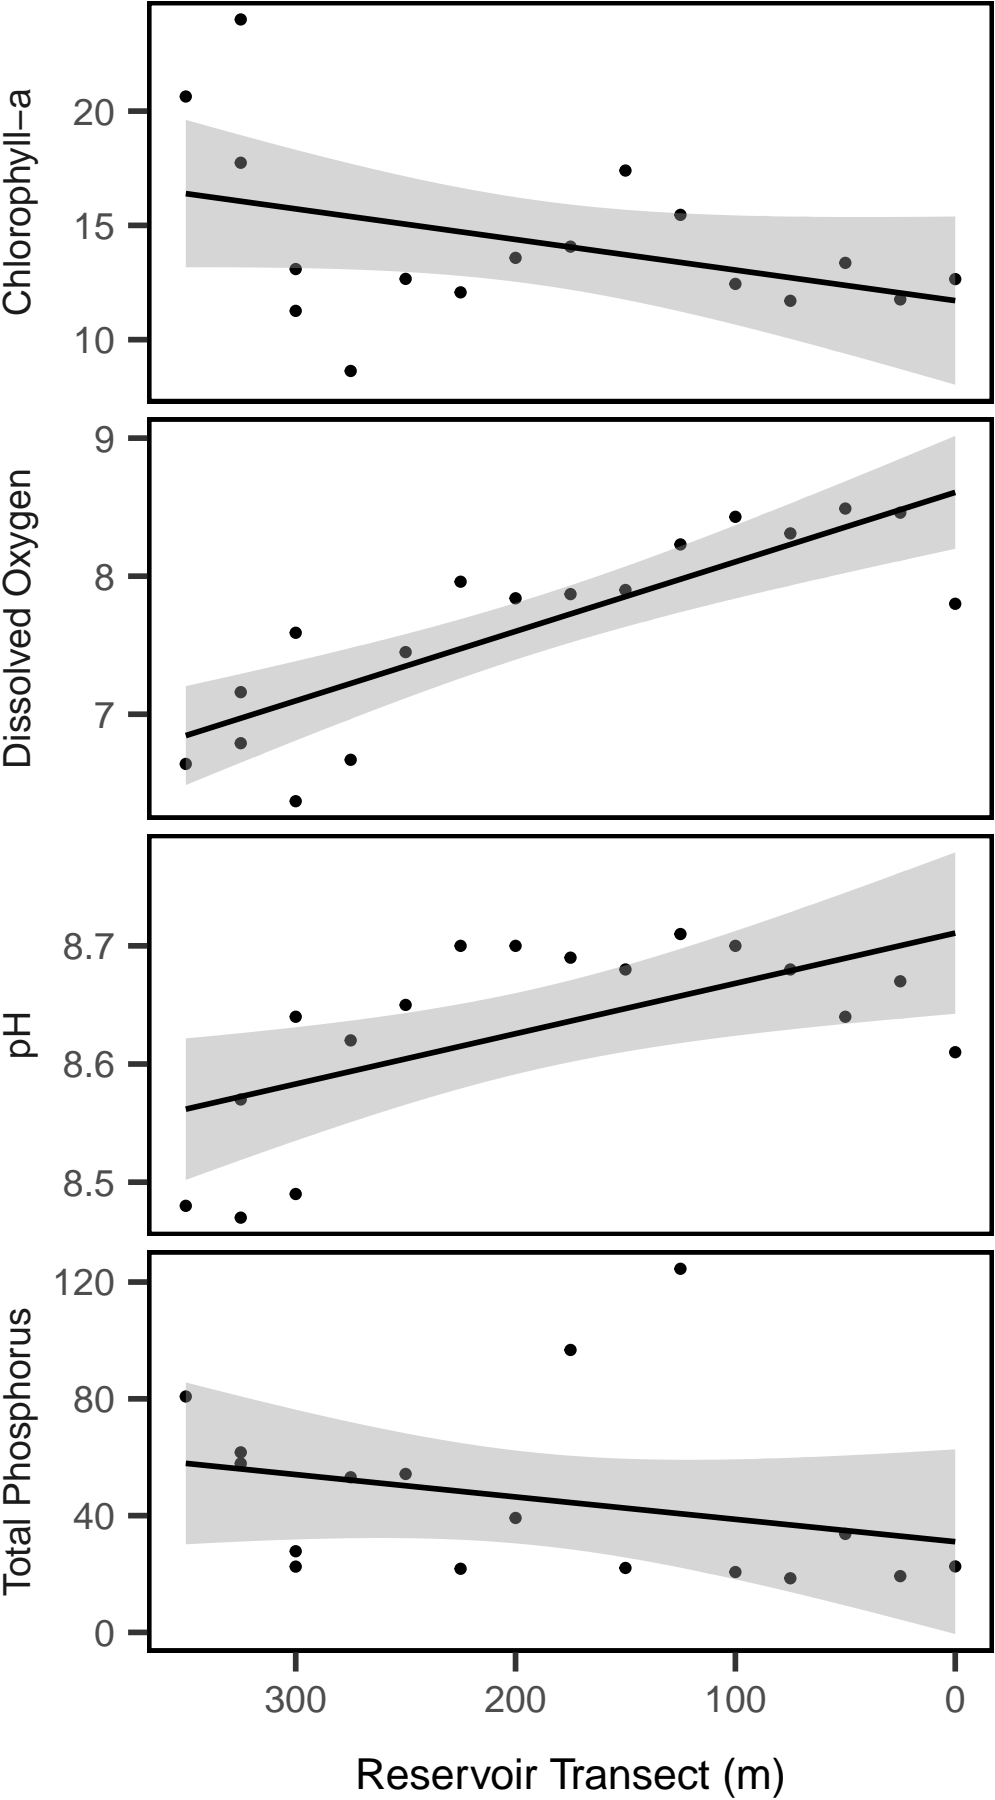 Chlorophyll−a
20
15
10
Dissolved Oxygen
9
8
7
pH
8.7
8.6
8.5
Total Phosphorus
120
80
40
0
300 200 100 0
Reservoir Transect (m)